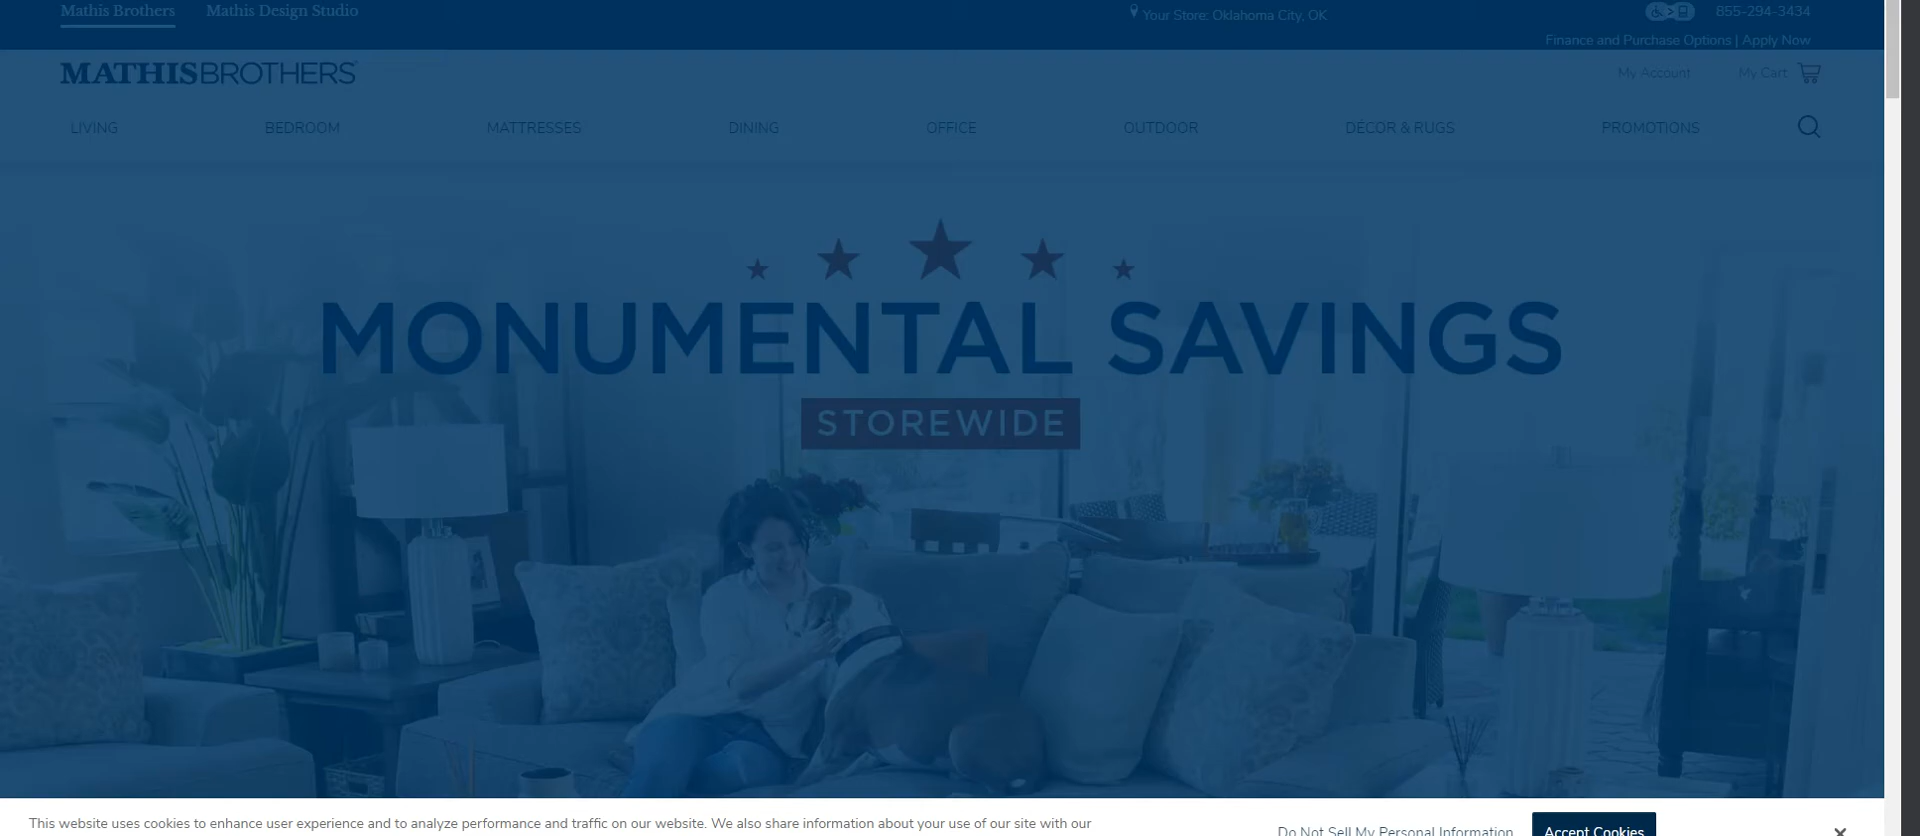 Mathis Brothers
Mathis Design Studio
Your Store: Oklahoma City, OK
855-294-3434
Finance and Purchase Options | Apply Now
MATHIS BROTHERS
My Account
My Cart
LIVING
BEDROOM
MATTRESSES
DINING
OFFICE
OUTDOOR
DÉCOR & RUGS
PROMOTIONS
MONUMENTAL SAVINGS
STOREWIDE
This website uses cookies to enhance user experience and to analyze performance and traffic on our website. We also share information about your use of our site with our
Do Not Sell My Personal Information
Accept Cookies